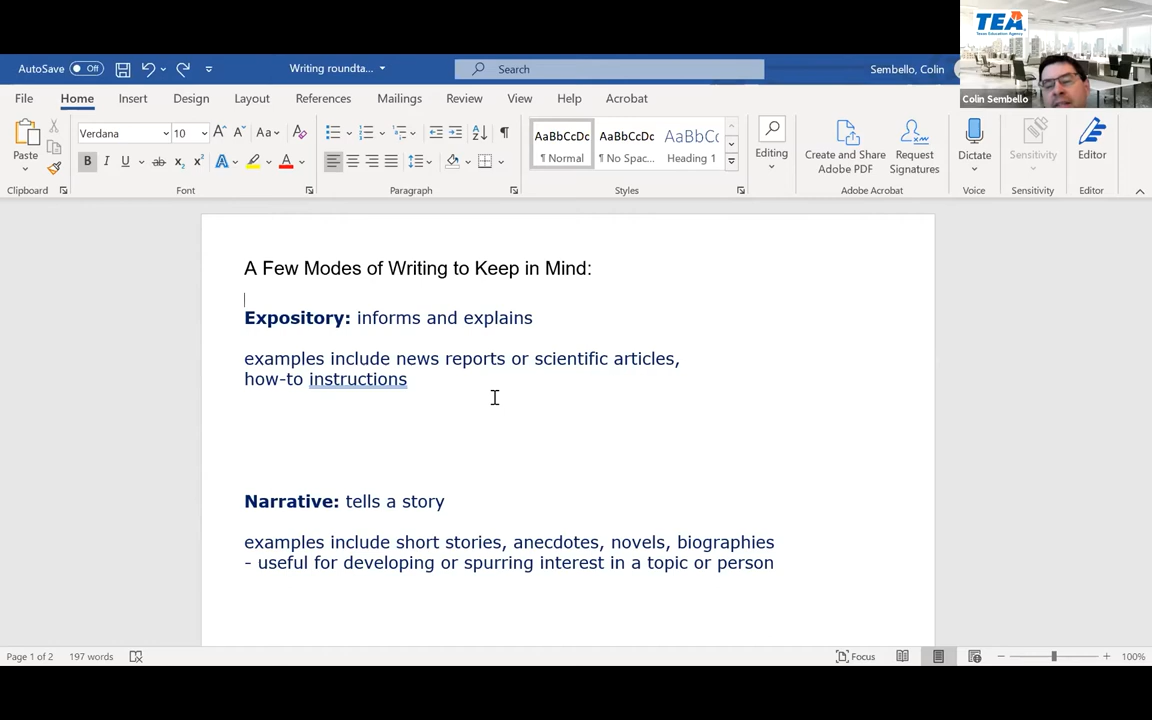 TEA
Texas Education Agency
Colin Sembello
AutoSave Off
Writing roundta...
Search
Sembello, Colin
File Home Insert Design Layout References Mailings Review View Help Acrobat
Verdana 10
Paste
Clipboard
Font
Paragraph
AaBbCcDc AaBbCcDc AaBbCc
¶ Normal ¶ No Spac... Heading 1
Styles
Editing
Create and Share Adobe PDF
Request Signatures
Adobe Acrobat
Dictate
Voice
Sensitivity
Sensitivity
Editor
Editor
A Few Modes of Writing to Keep in Mind:
Expository: informs and explains
examples include news reports or scientific articles,
how-to instructions
Narrative: tells a story
examples include short stories, anecdotes, novels, biographies
- useful for developing or spurring interest in a topic or person
Page 1 of 2 197 words Focus 100%